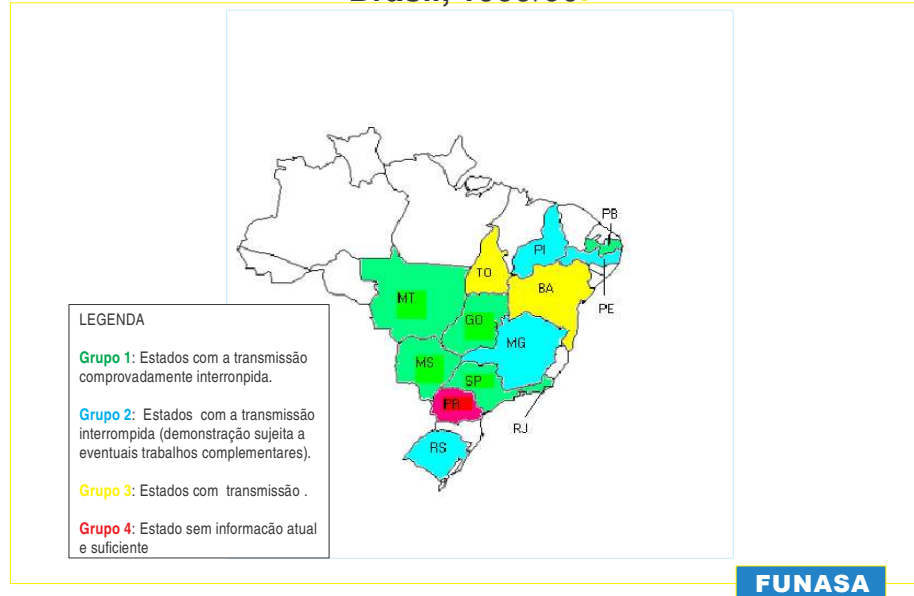 PB
PI
TO
BA
PE
MT
GO
MG
MS
SP
PR
RJ
RS
LEGENDA
Grupo 1: Estados com a transmissão
comprovadamente interronpida.
Grupo 2: Estados com a transmissão
interrompida (demonstração sujeita a
eventuais trabalhos complementares).
Grupo 3: Estados com transmissão .
Grupo 4: Estado sem informacão atual
e suficiente
FUNASA